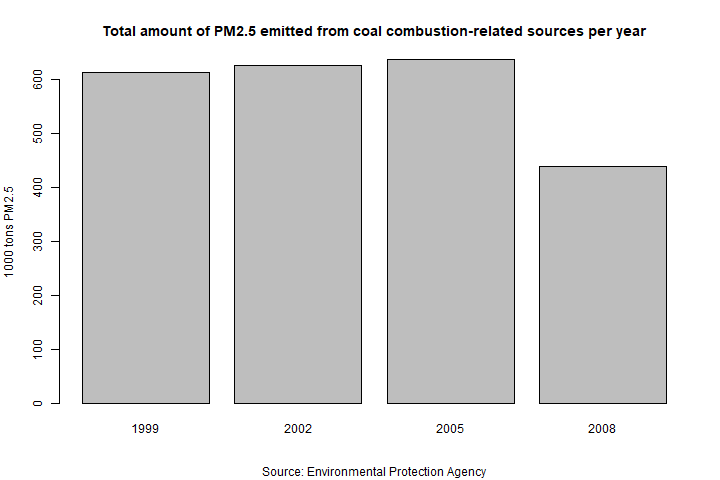 Total amount of PM2.5 emitted from coal combustion-related sources per year
1000 tons PM2.5
600
500
400
300
200
100
0
1999 2002 2005 2008
Source: Environmental Protection Agency